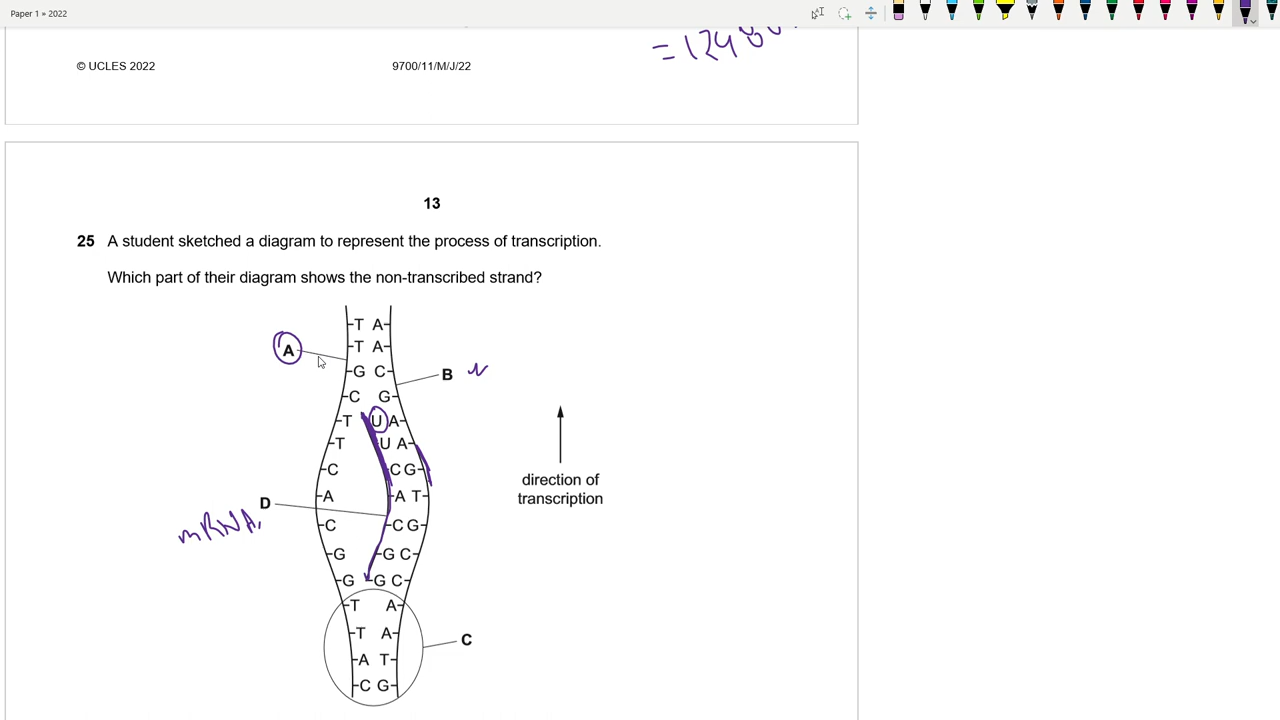 Paper 1 » 2022
© UCLES 2022
9700/11/M/J/22
13
25 A student sketched a diagram to represent the process of transcription.
Which part of their diagram shows the non-transcribed strand?
T A
T A
A
G C
B
C G
T U A
T U A
C C G
direction of
transcription
A A T
D
mRNA
C C G
G G C
G G C
T A
T A
C
A T
C G